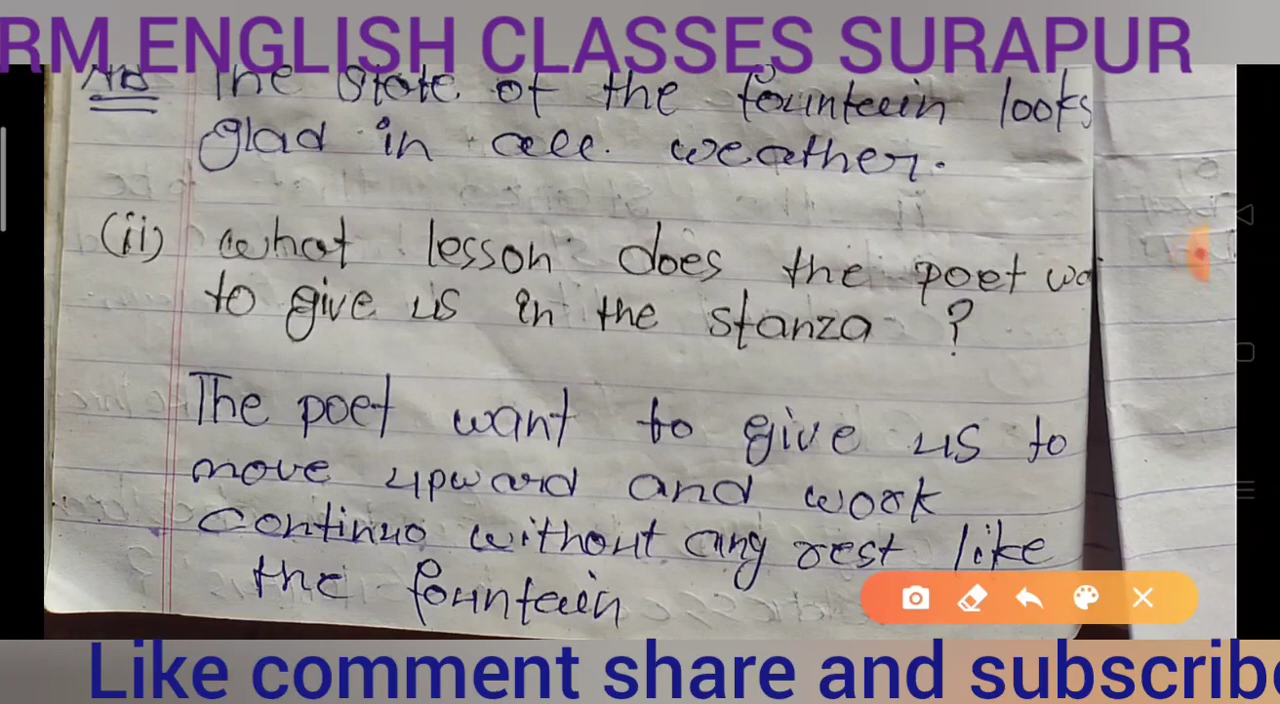 RM ENGLISH CLASSES SURAPUR
The State of the fountain looks
glad in all weather.
(ii) What lesson does the poet
to give us in the stanza ?
The poet want to give us to
move upward and work
continuo without any rest like
the fountain
Like comment share and subscribe